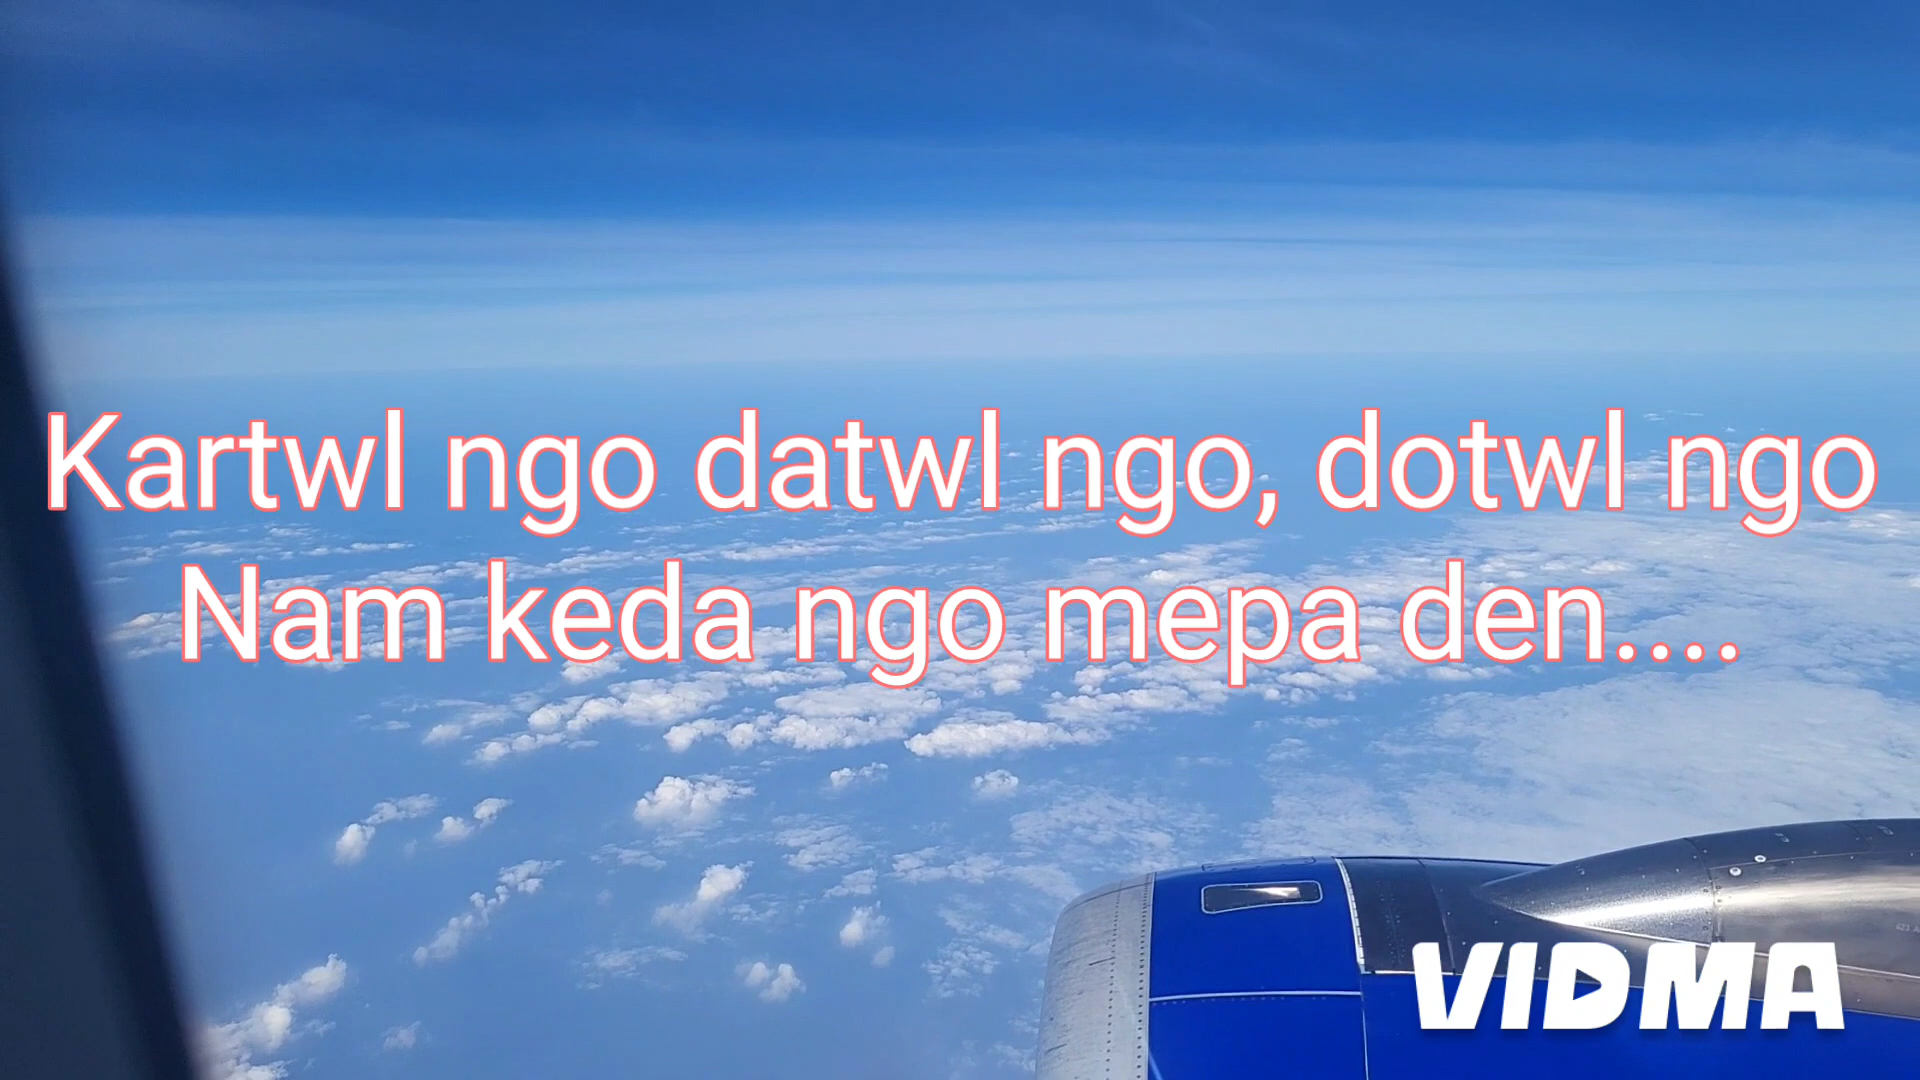 Kartwl ngo datwl ngo, dotwl ngo
Nam keda ngo mepa den....
VIDMA